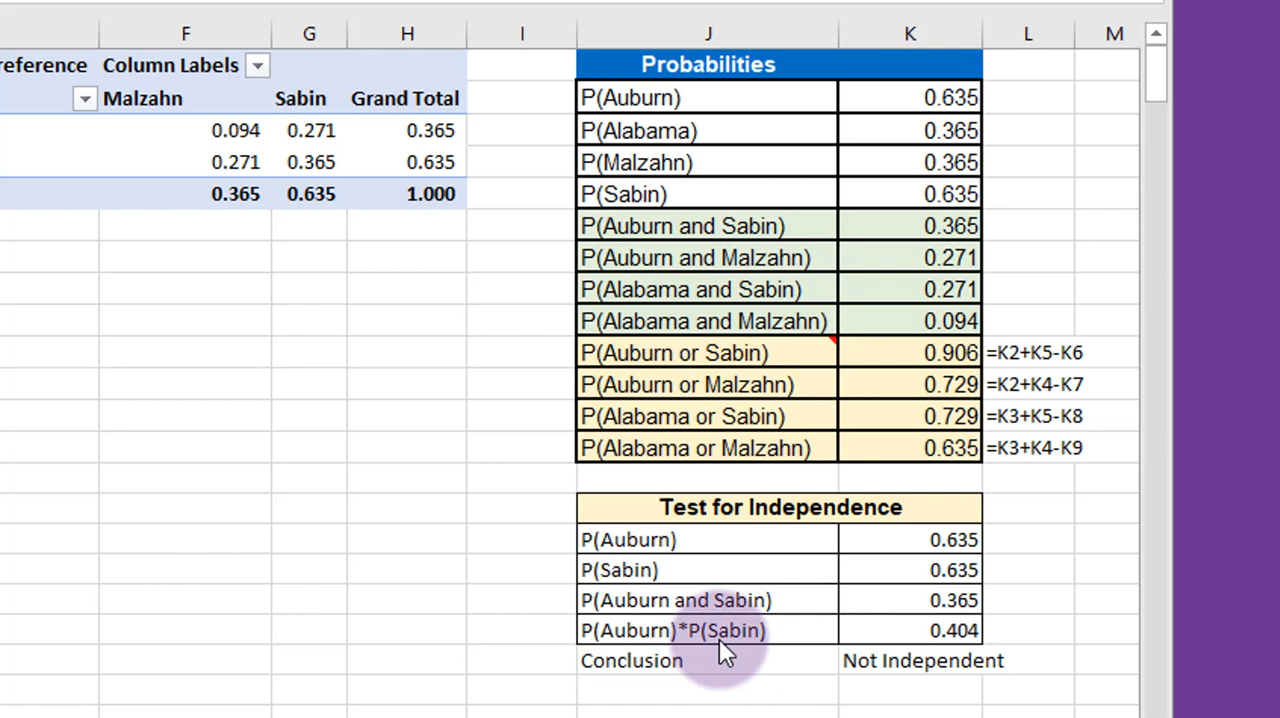 F G H I J K L M
reference Column Labels
Malzahn Sabin Grand Total
0.094 0.271 0.365
0.271 0.365 0.635
0.365 0.635 1.000
Probabilities
P(Auburn) 0.635
P(Alabama) 0.365
P(Malzahn) 0.365
P(Sabin) 0.635
P(Auburn and Sabin) 0.365
P(Auburn and Malzahn) 0.271
P(Alabama and Sabin) 0.271
P(Alabama and Malzahn) 0.094
P(Auburn or Sabin) 0.906 =K2+K5-K6
P(Auburn or Malzahn) 0.729 =K2+K4-K7
P(Alabama or Sabin) 0.729 =K3+K5-K8
P(Alabama or Malzahn) 0.635 =K3+K4-K9
Test for Independence
P(Auburn) 0.635
P(Sabin) 0.635
P(Auburn and Sabin) 0.365
P(Auburn)*P(Sabin) 0.404
Conclusion Not Independent